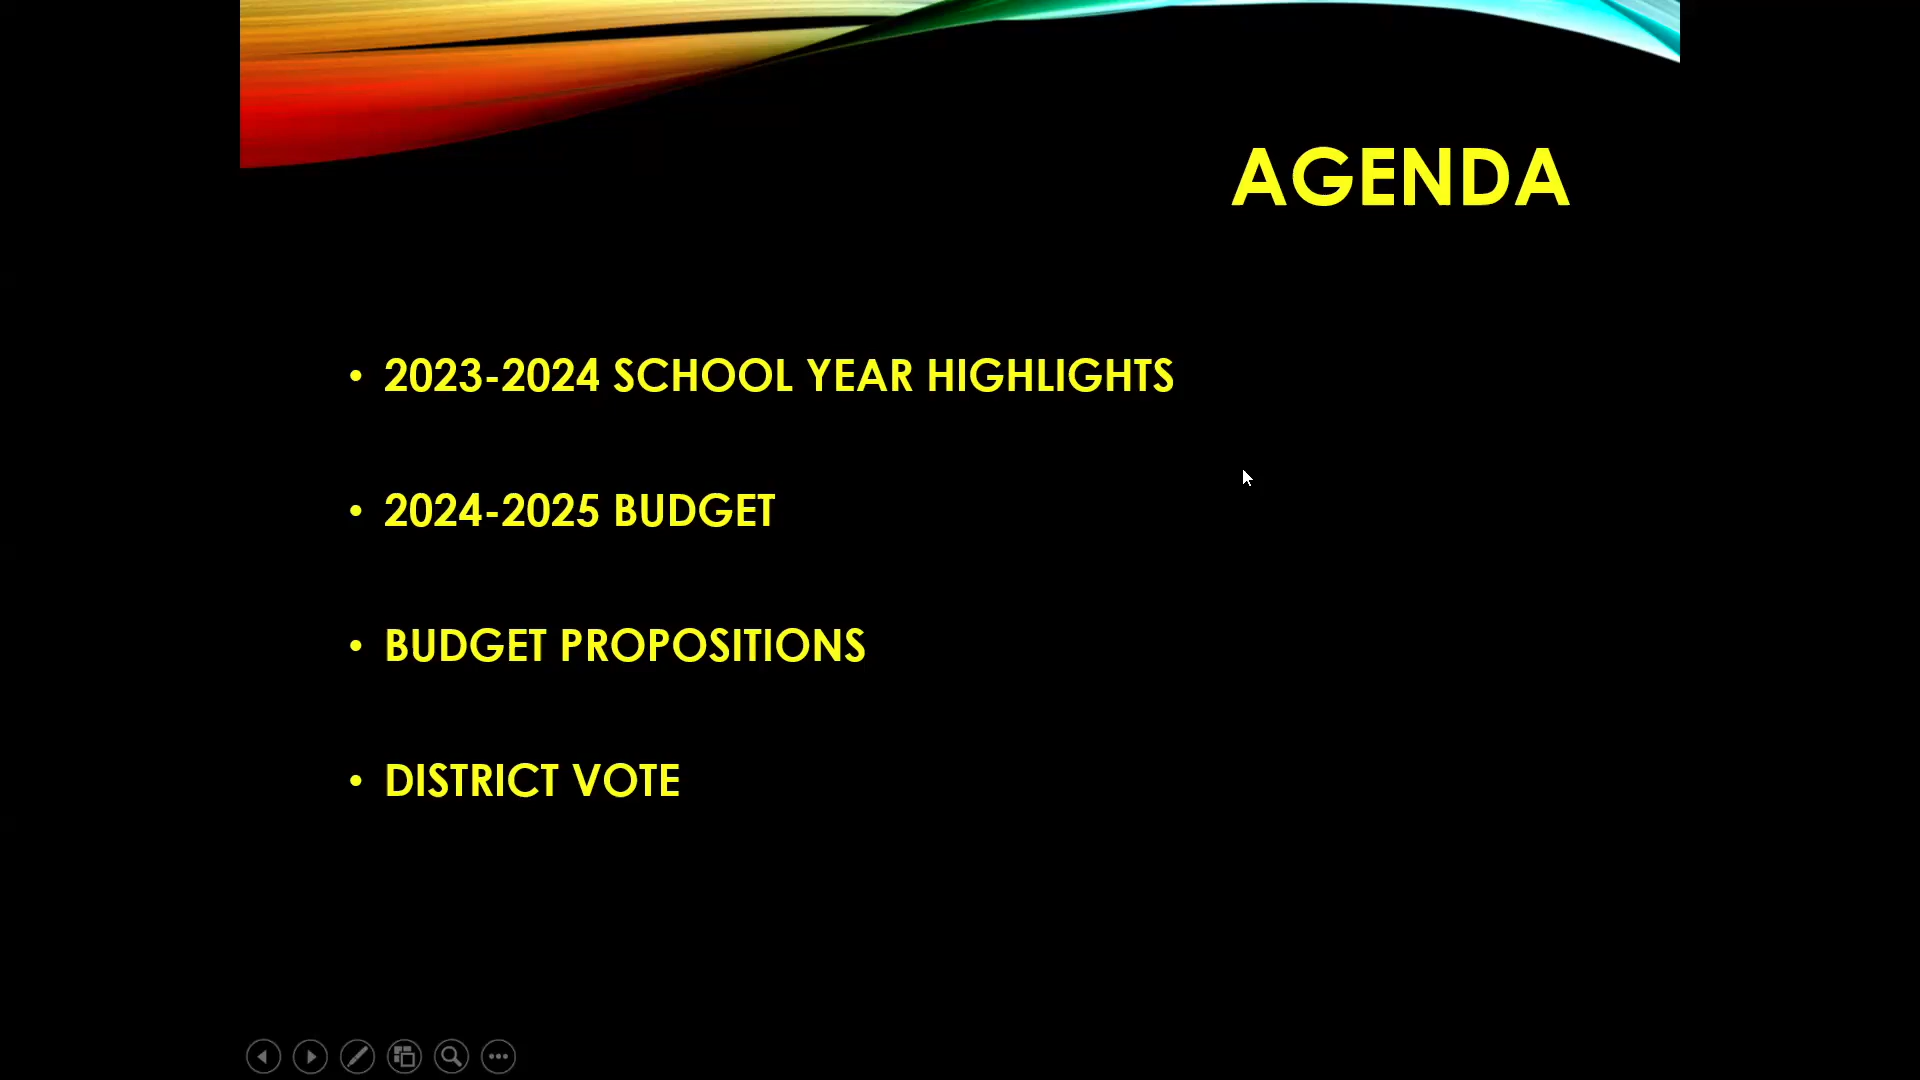 AGENDA
• 2023-2024 SCHOOL YEAR HIGHLIGHTS
• 2024-2025 BUDGET
• BUDGET PROPOSITIONS
• DISTRICT VOTE